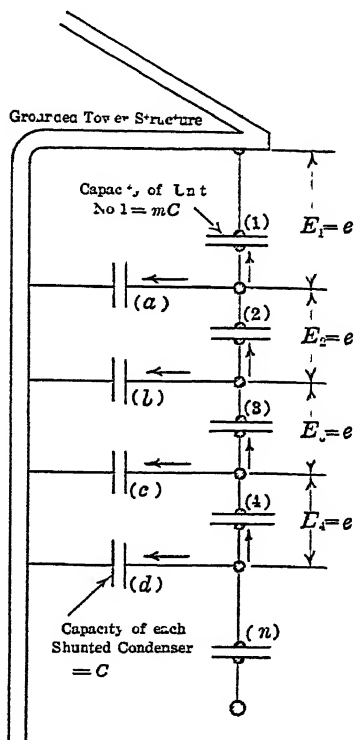 Grounded Tower Structure
Capacity of Unit
No 1 = mC
(1)
E₁ = e
(a)
(2)
E₂ = e
(b)
(3)
E₃ = e
(c)
(4)
E₄ = e
(d)
Capacity of each
Shunted Condenser
= C
(n)